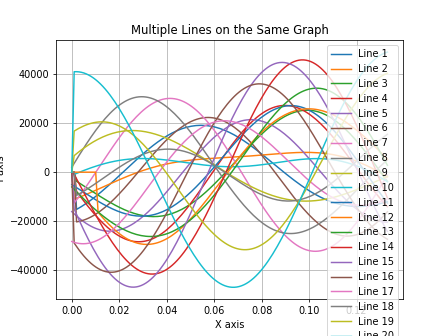 Multiple Lines on the Same Graph
40000
20000
0
−20000
−40000
0.00 0.02 0.04 0.06 0.08 0.10
X axis
Line 1
Line 2
Line 3
Line 4
Line 5
Line 6
Line 7
Line 8
Line 9
Line 10
Line 11
Line 12
Line 13
Line 14
Line 15
Line 16
Line 17
Line 18
Line 19
Line 20